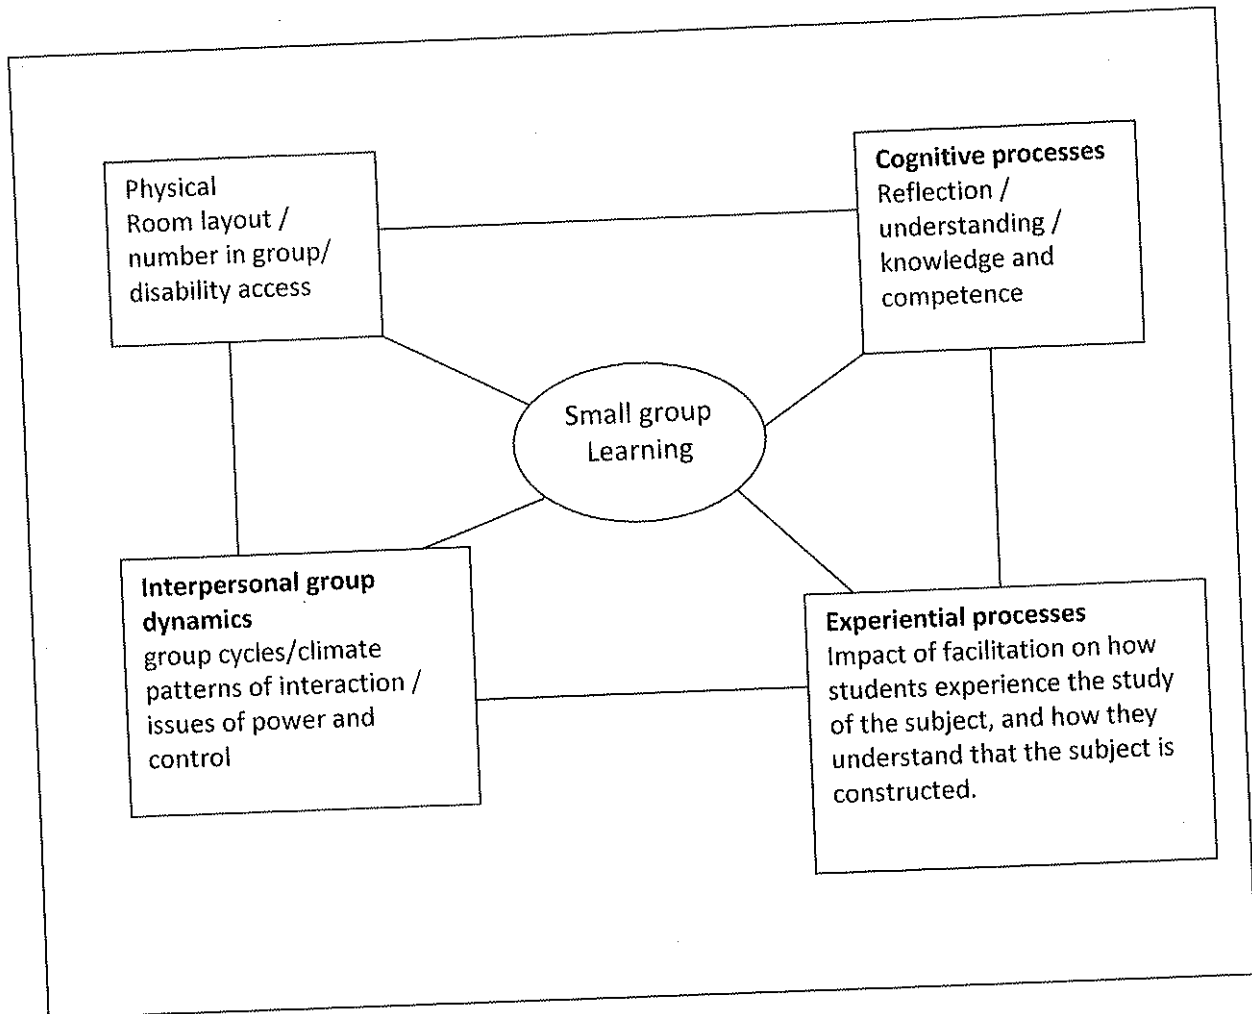 Physical
Room layout /
number in group/
disability access
Cognitive processes
Reflection /
understanding /
knowledge and
competence
Small group
Learning
Interpersonal group
dynamics
group cycles/climate
patterns of interaction /
issues of power and
control
Experiential processes
Impact of facilitation on how
students experience the study
of the subject, and how they
understand that the subject is
constructed.